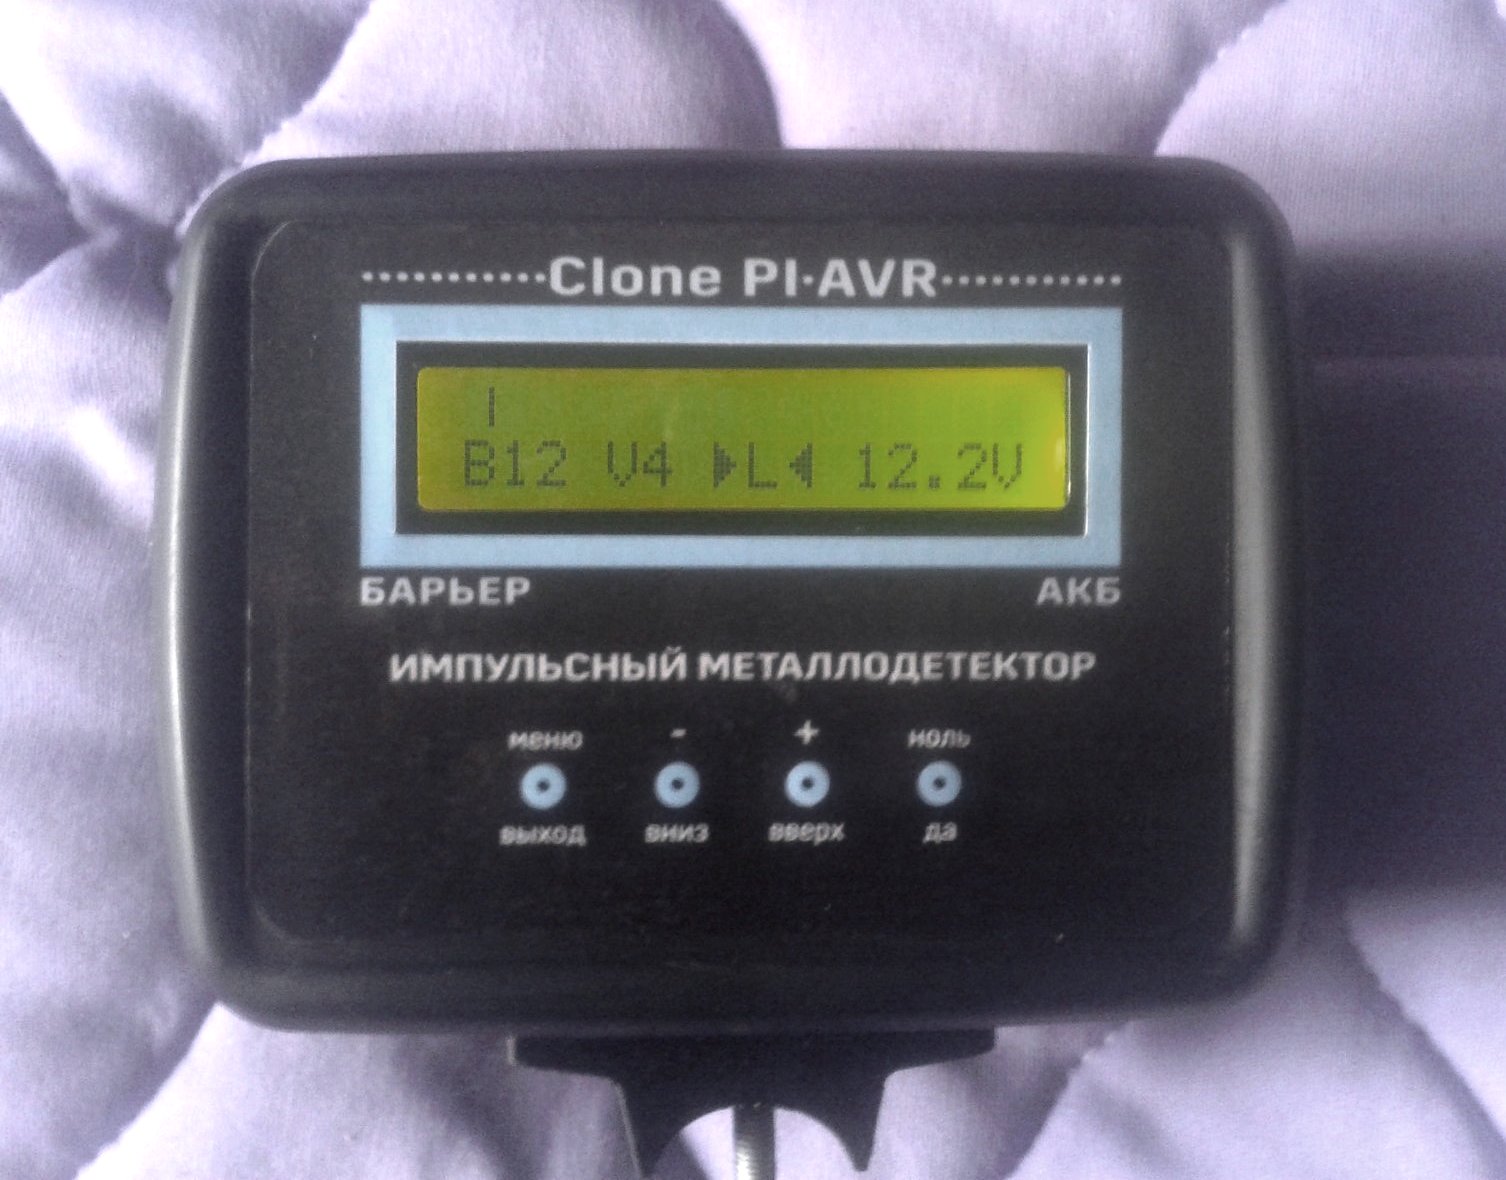 Clone PI·AVR
B12 V4 ►L◄ 12.2V
БАРЬЕР АКБ
ИМПУЛЬСНЫЙ МЕТАЛЛОДЕТЕКТОР
меню - + ноль
выход вниз вверх да